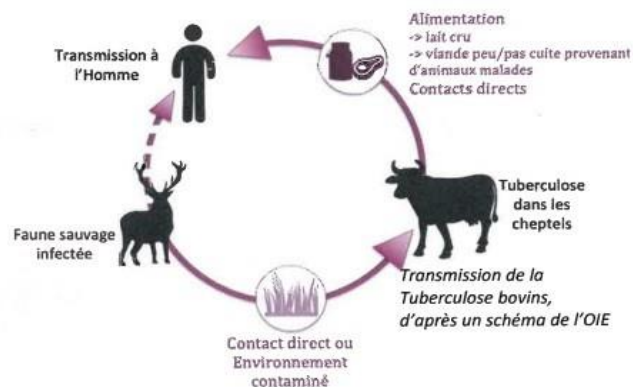 Alimentation
-> lait cru
-> viande peu/pas cuite provenant
d'animaux malades
Contacts directs
Transmission à
l'Homme
Tuberculose
dans les
cheptels
Faune sauvage
infectée
Transmission de la
Tuberculose bovins,
d'après un schéma de l'OIE
Contact direct ou
Environnement
contaminé